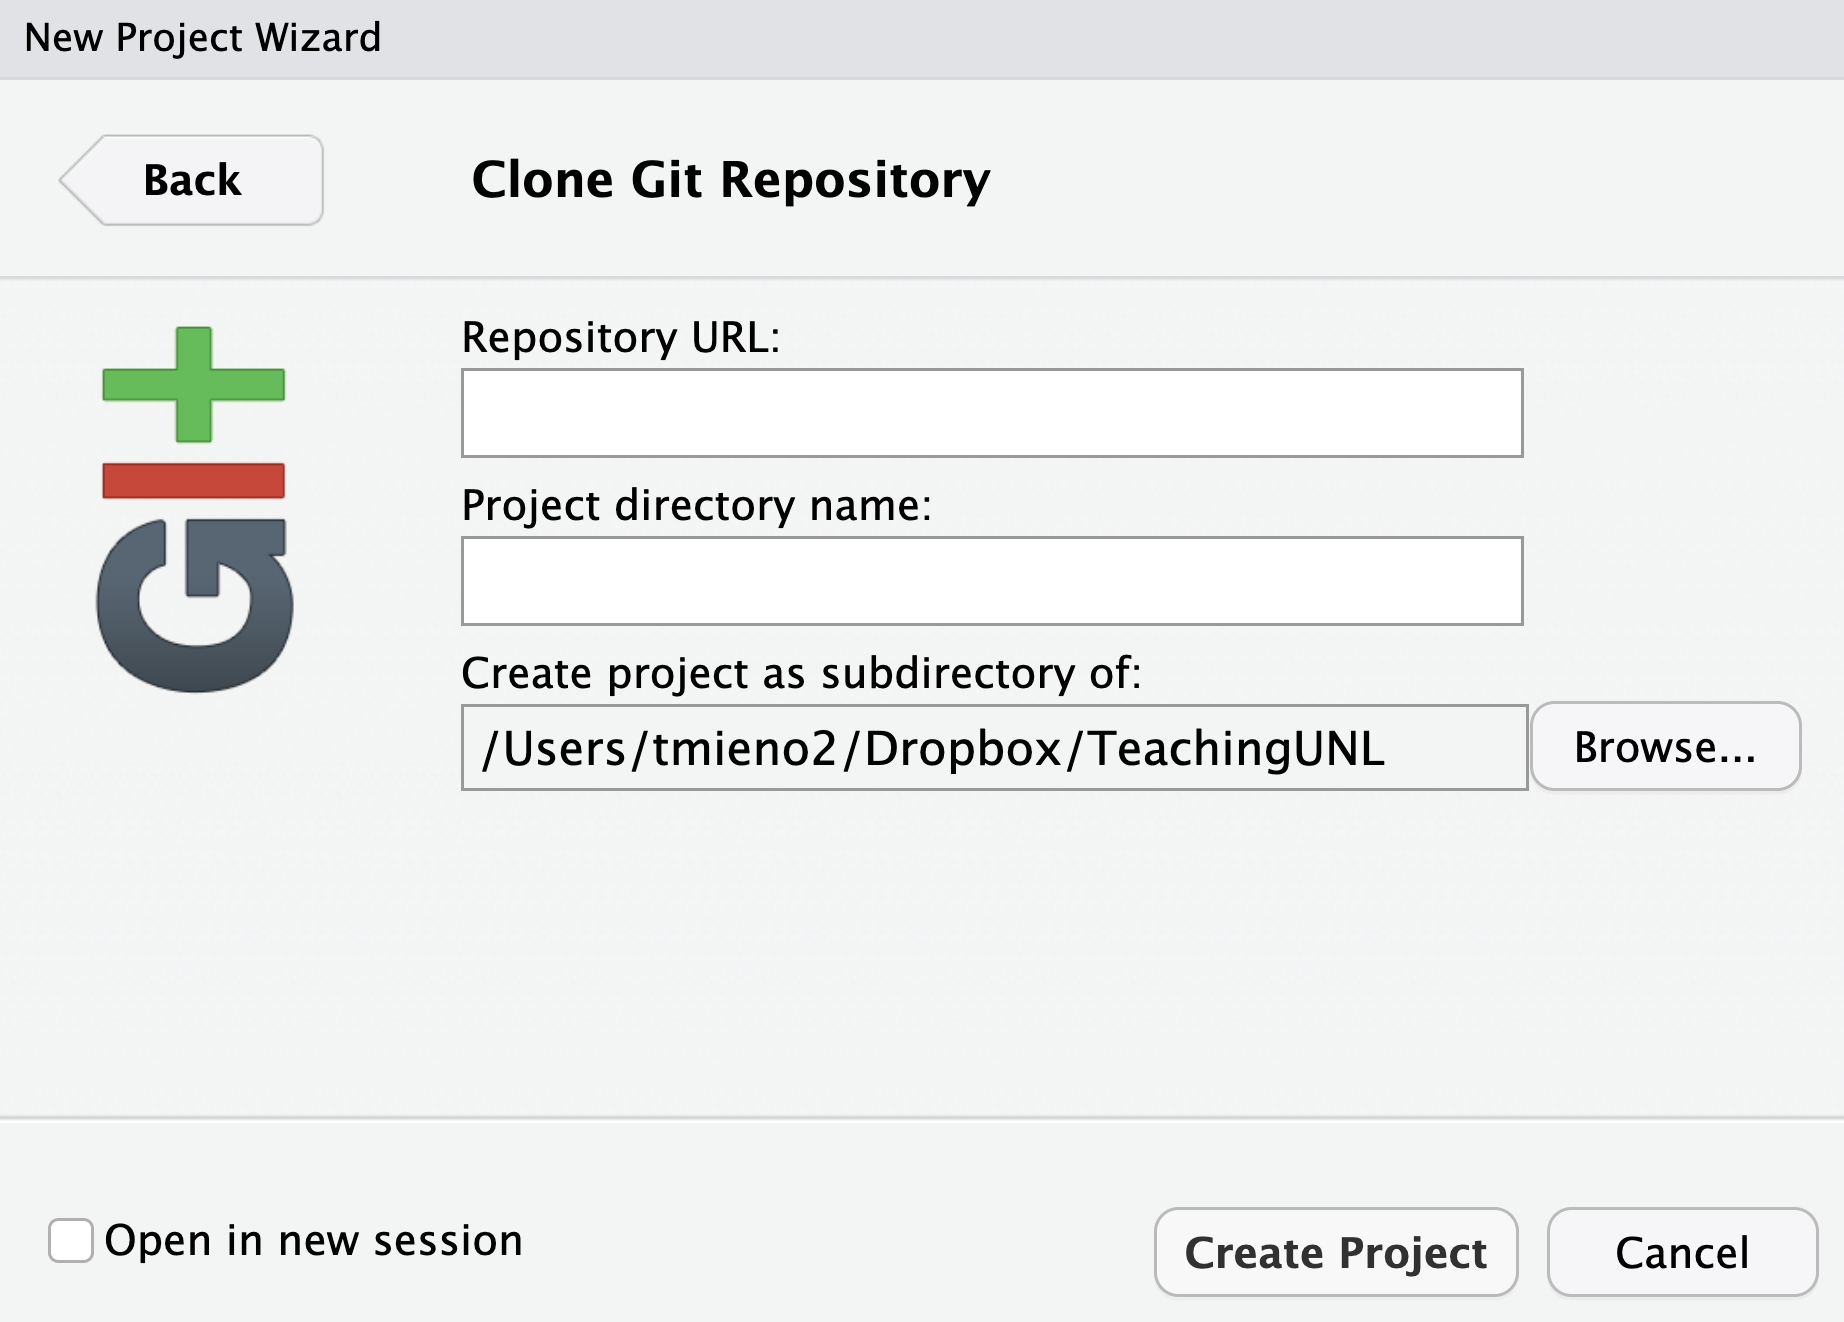 New Project Wizard
Back
Clone Git Repository
Git
Repository URL:
Project directory name:
Create project as subdirectory of:
/Users/tmieno2/Dropbox/TeachingUNL
Browse...
Open in new session
Create Project
Cancel